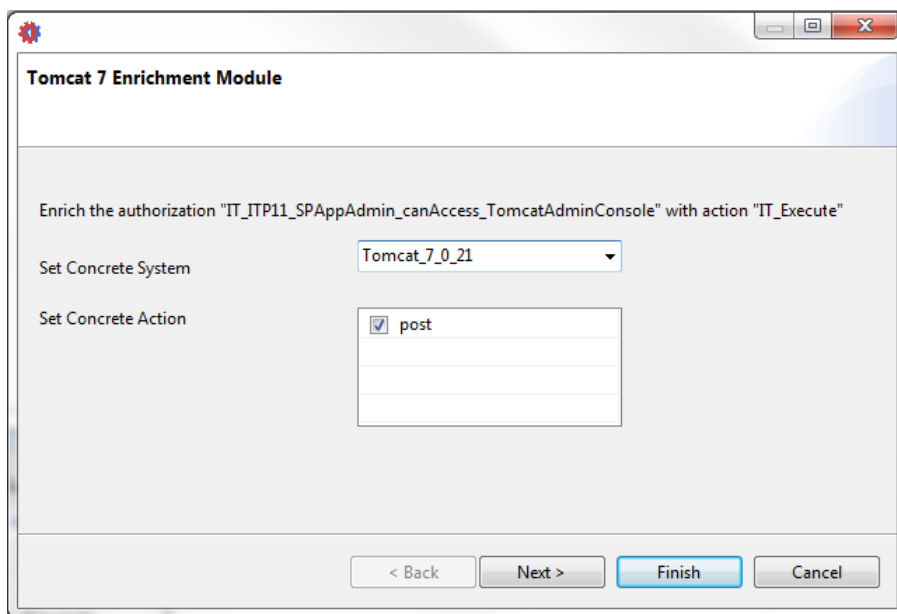 Tomcat 7 Enrichment Module
Enrich the authorization "IT_ITP11_SPAppAdmin_canAccess_TomcatAdminConsole" with action "IT_Execute"
Set Concrete System
Tomcat_7_0_21
Set Concrete Action
post
< Back
Next >
Finish
Cancel